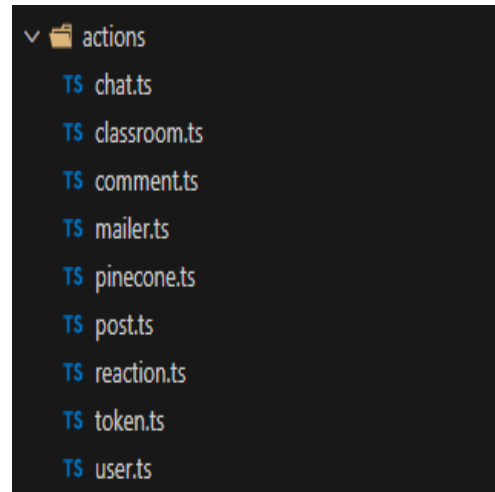 actions
TS chat.ts
TS classroom.ts
TS comment.ts
TS mailer.ts
TS pinecone.ts
TS post.ts
TS reaction.ts
TS token.ts
TS user.ts